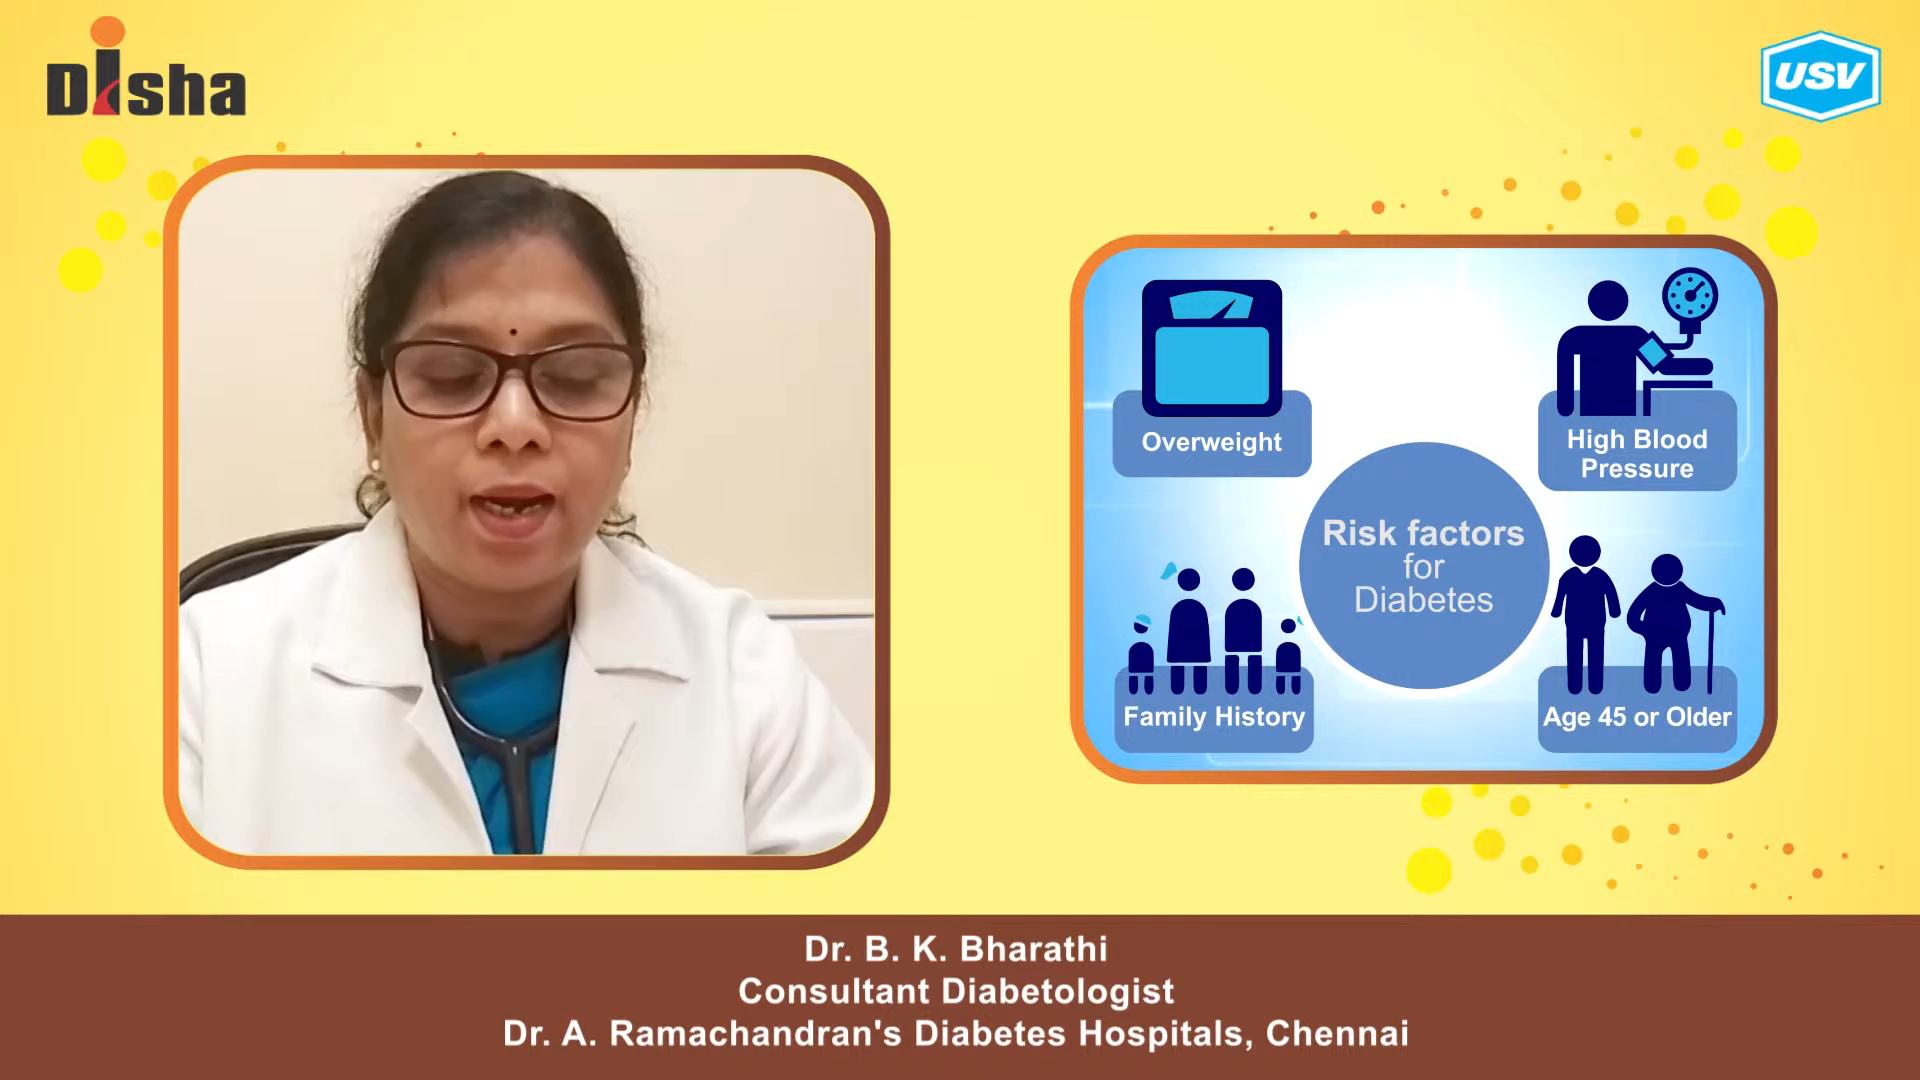 Disha
USV
Overweight
High Blood
Pressure
Risk factors
for
Diabetes
Family History
Age 45 or Older
Dr. B. K. Bharathi
Consultant Diabetologist
Dr. A. Ramachandran's Diabetes Hospitals, Chennai